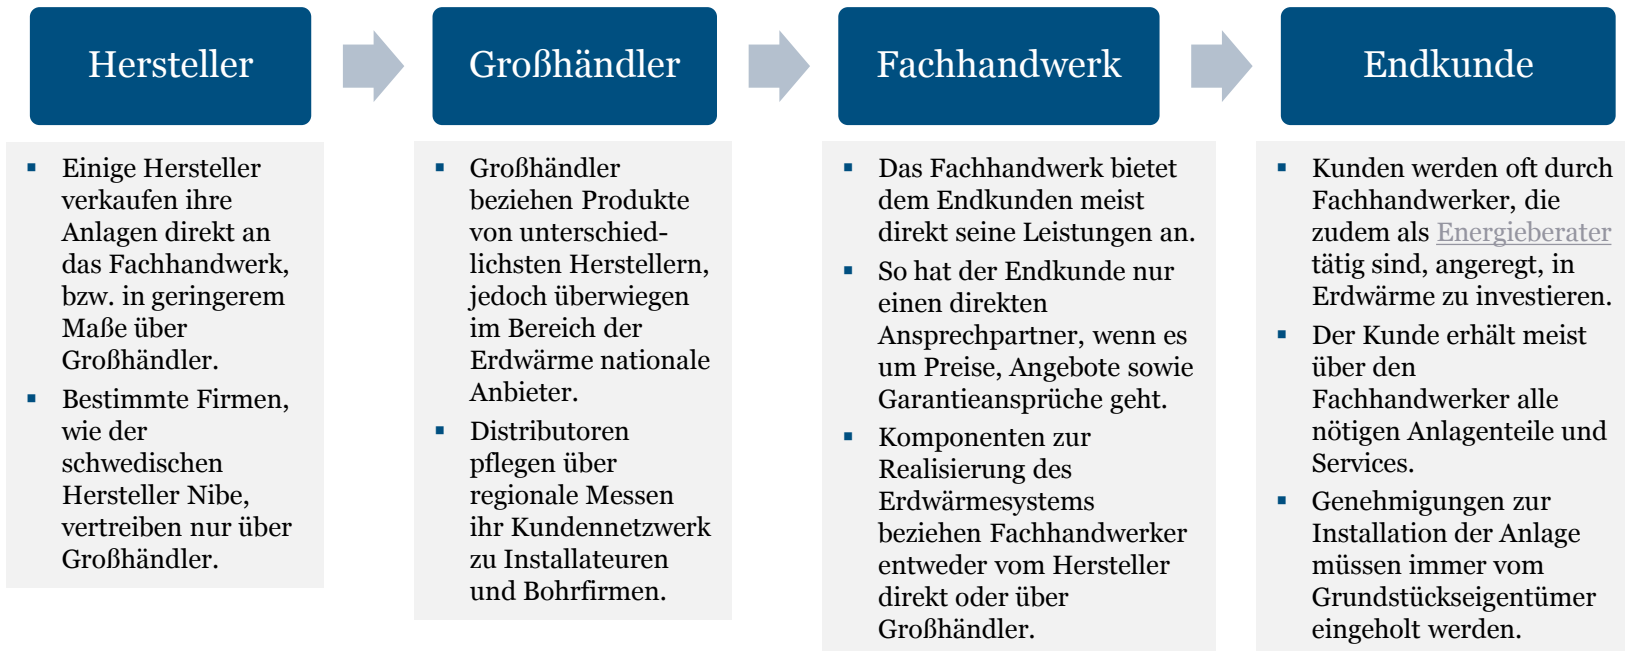 Hersteller
Großhändler
Fachhandwerk
Endkunde
▪ Einige Hersteller
verkaufen ihre
Anlagen direkt an
das Fachhandwerk,
bzw. in geringerem
Maße über
Großhändler.
▪ Bestimmte Firmen,
wie der
schwedischen
Hersteller Nibe,
vertreiben nur über
Großhändler.
▪ Großhändler
beziehen Produkte
von unterschied-
lichsten Herstellern,
jedoch überwiegen
im Bereich der
Erdwärme nationale
Anbieter.
▪ Distributoren
pflegen über
regionale Messen
ihr Kundennetzwerk
zu Installateuren
und Bohrfirmen.
▪ Das Fachhandwerk bietet
dem Endkunden meist
direkt seine Leistungen an.
▪ So hat der Endkunde nur
einen direkten
Ansprechpartner, wenn es
um Preise, Angebote sowie
Garantieansprüche geht.
▪ Komponenten zur
Realisierung des
Erdwärmesystems
beziehen Fachhandwerker
entweder vom Hersteller
direkt oder über
Großhändler.
▪ Kunden werden oft durch
Fachhandwerker, die
zudem als Energieberater
tätig sind, angeregt, in
Erdwärme zu investieren.
▪ Der Kunde erhält meist
über den
Fachhandwerker alle
nötigen Anlagenteile und
Services.
▪ Genehmigungen zur
Installation der Anlage
müssen immer vom
Grundstückseigentümer
eingeholt werden.